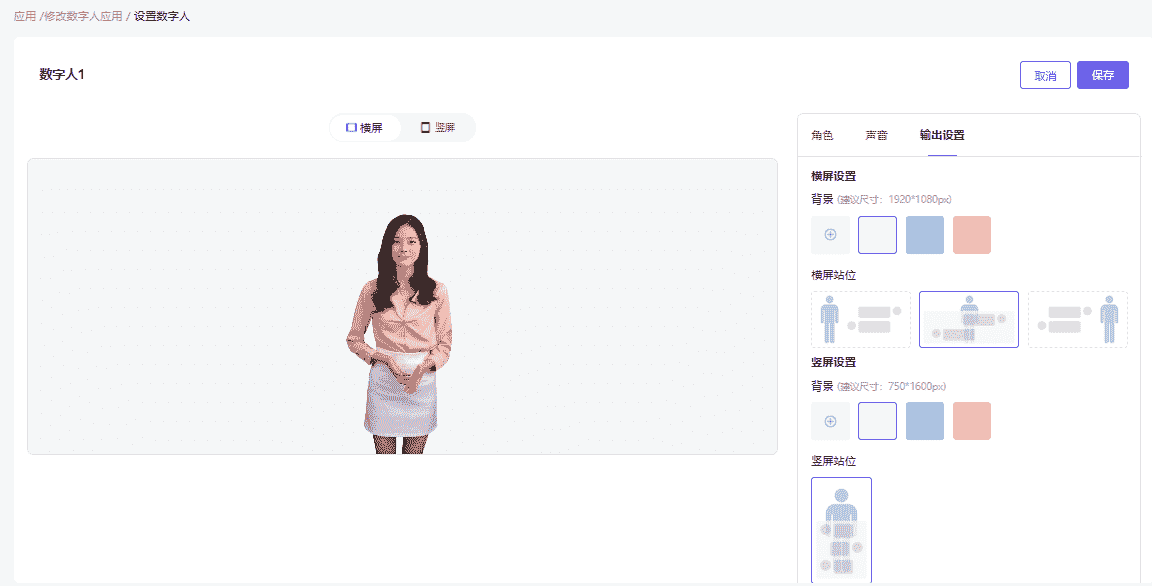 应用 /修改数字人应用 / 设置数字人
数字人1
取消
保存
横屏
竖屏
角色
声音
输出设置
横屏设置
背景 (建议尺寸：1920*1080px)
横屏站位
竖屏设置
背景 (建议尺寸：750*1600px)
竖屏站位